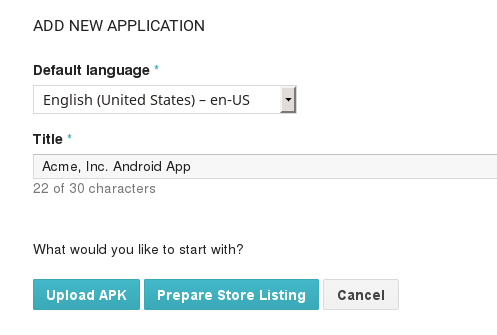 ADD NEW APPLICATION
Default language *
English (United States) – en-US
Title *
Acme, Inc. Android App
22 of 30 characters
What would you like to start with?
Upload APK Prepare Store Listing Cancel